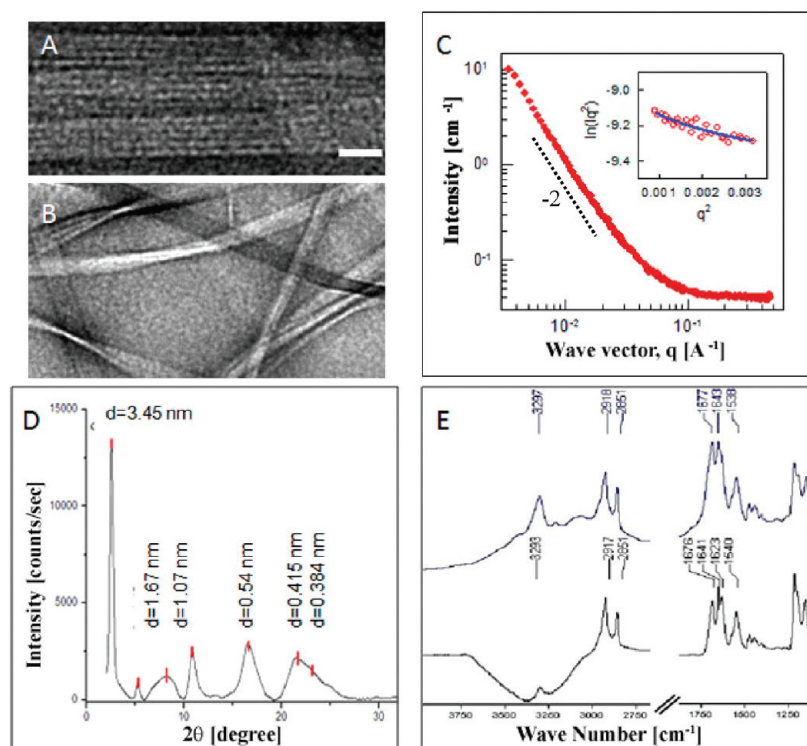 A
B
C
10¹
10⁰
10⁻¹
Intensity [cm⁻¹]
-2
10⁻²
10⁻¹
Wave vector, q [A⁻¹]
-9.0
-9.2
-9.4
ln(Iq²)
0.001
0.002
0.003
q²
D
d=3.45 nm
15000
10000
5000
0
Intensity [counts/sec]
d=1.67 nm
d=1.07 nm
d=0.54 nm
d=0.415 nm
d=0.384 nm
0
10
20
30
2θ [degree]
E
3297
2918
2851
1677
1643
1538
3293
2917
2851
1676
1641
1623
1540
3750
3500
3250
3000
2750
1750
1500
1250
Wave Number [cm⁻¹]